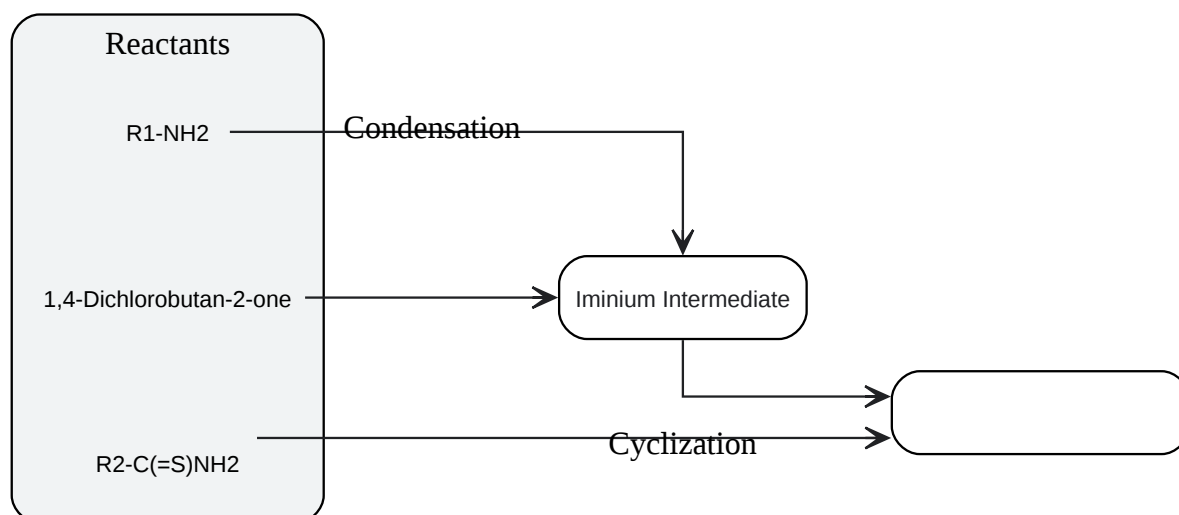 Reactants
R1-NH2
Condensation
1,4-Dichlorobutan-2-one
Iminium Intermediate
Cyclization
R2-C(=S)NH2